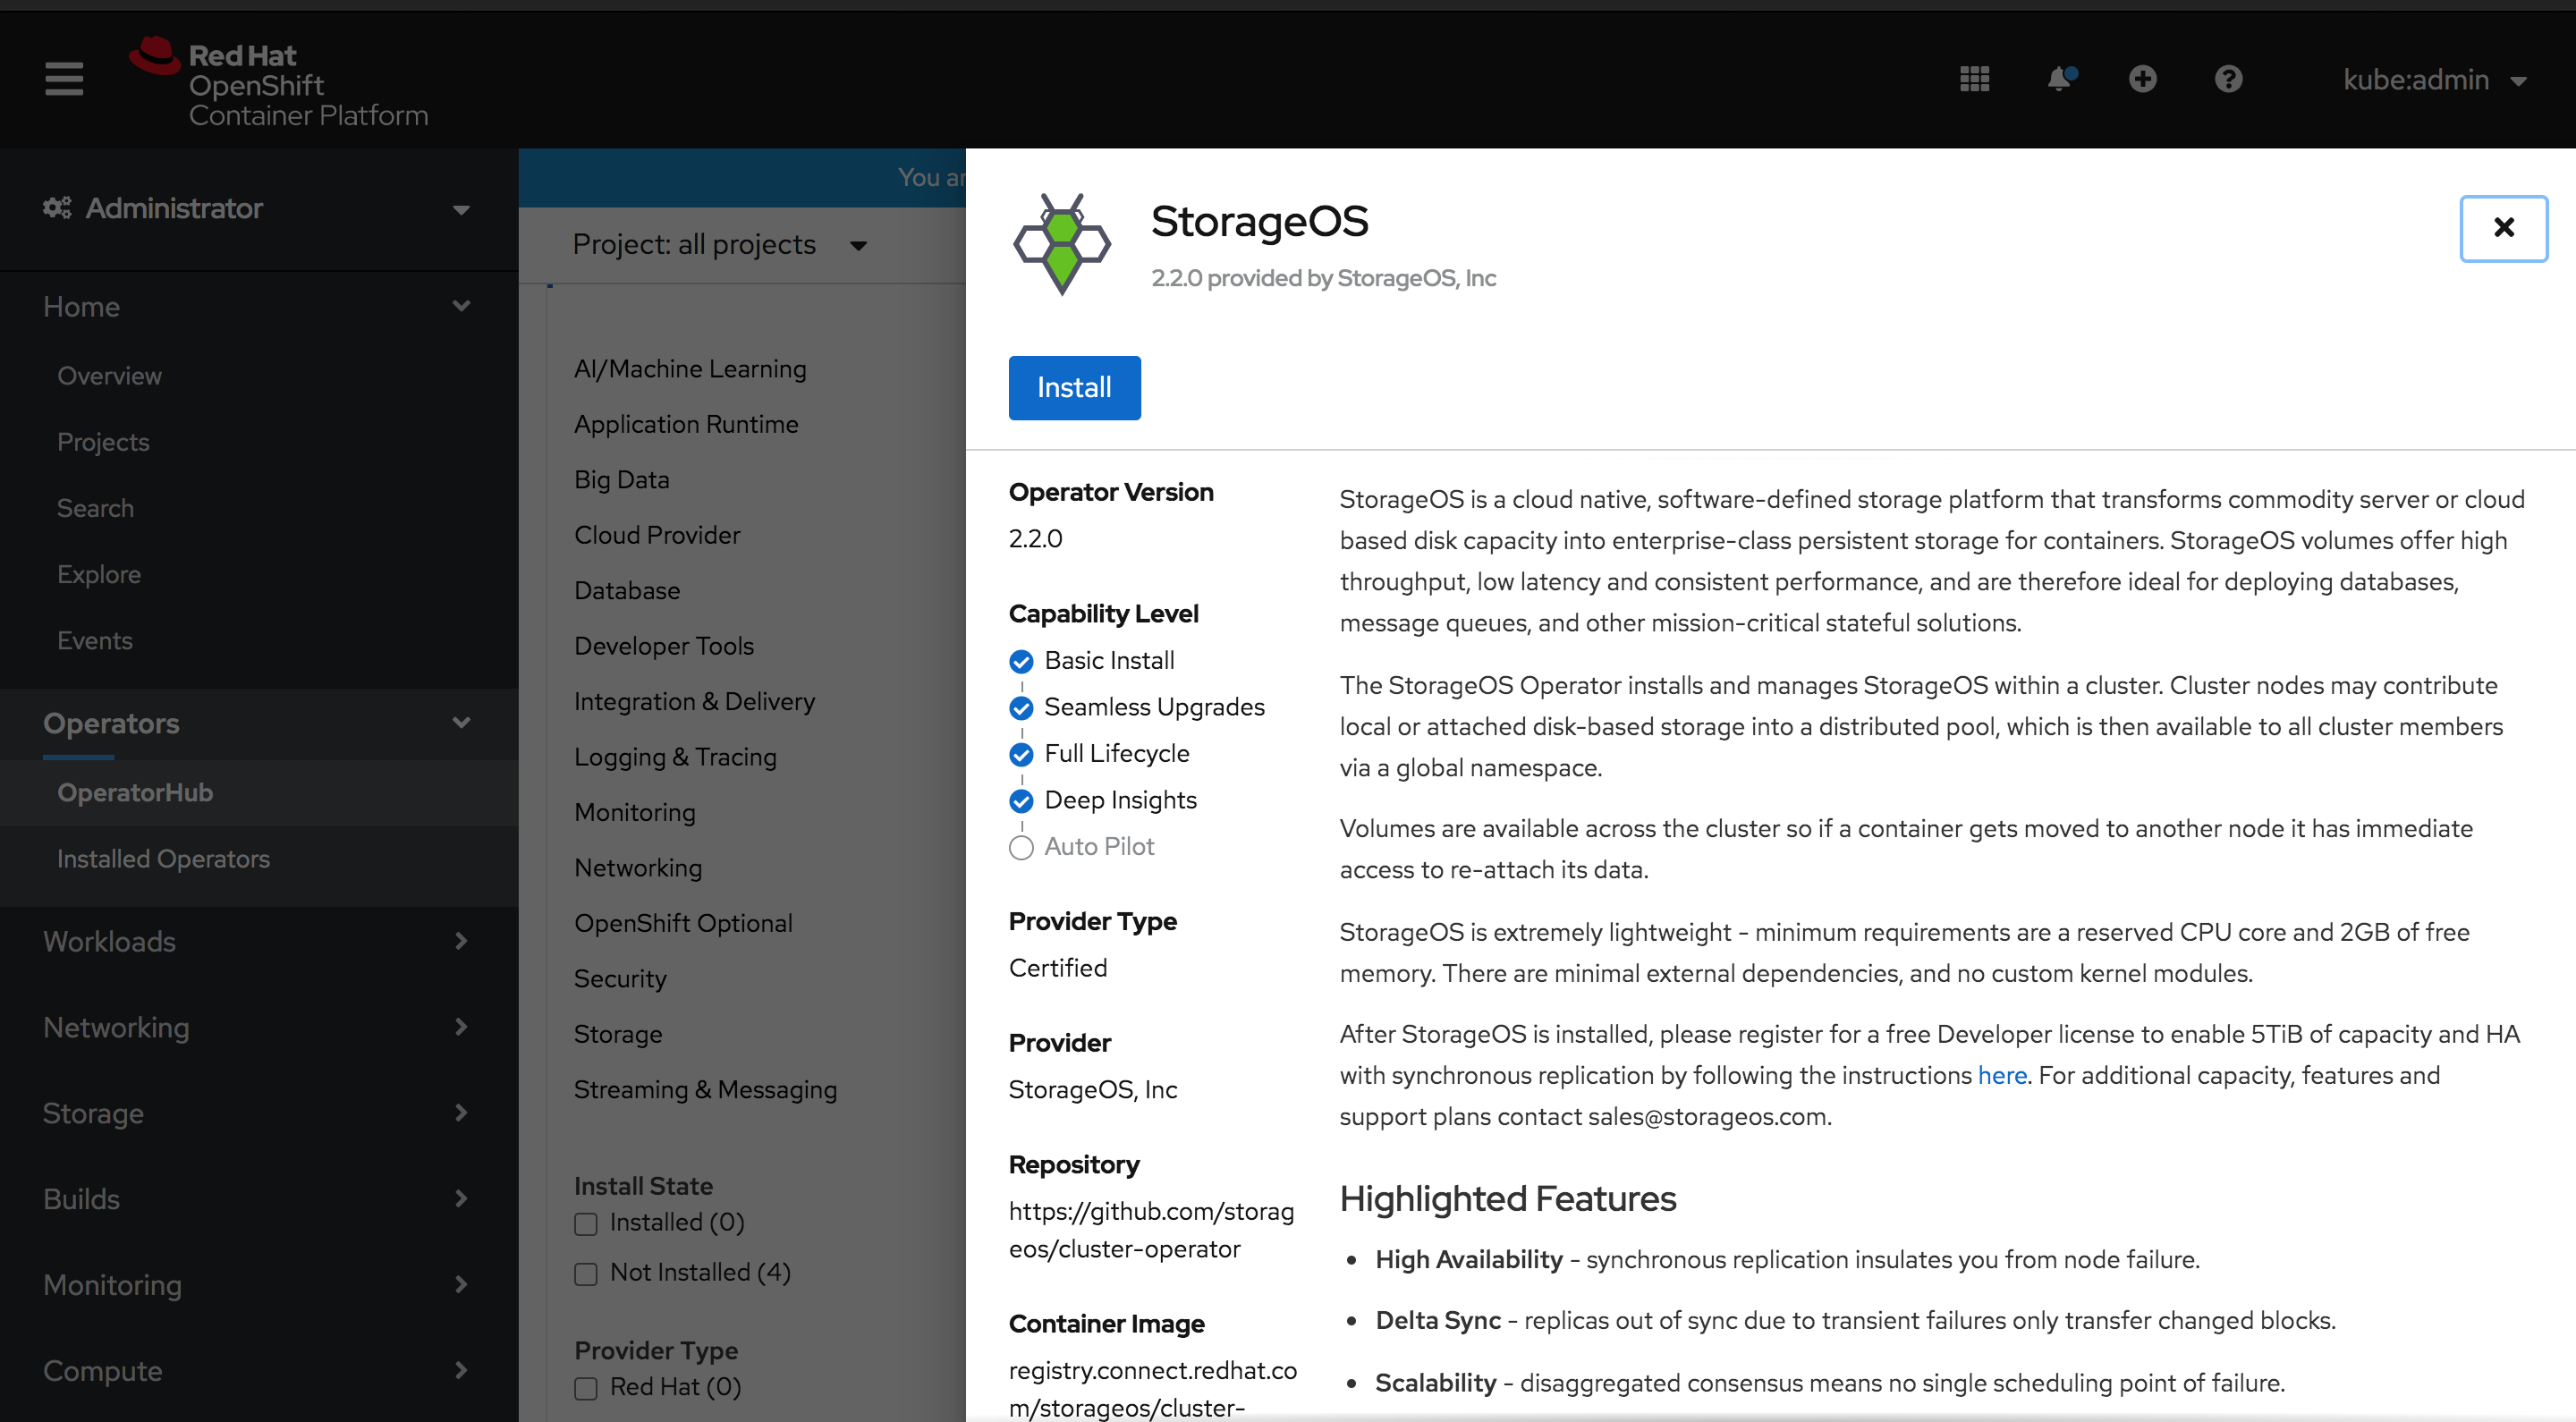 Red Hat
OpenShift
Container Platform
kube:admin
Administrator
Home
Overview
Projects
Search
Explore
Events
Operators
OperatorHub
Installed Operators
Workloads
Networking
Storage
Builds
Monitoring
Compute
You
Project: all projects
AI/Machine Learning
Application Runtime
Big Data
Cloud Provider
Database
Developer Tools
Integration & Delivery
Logging & Tracing
Monitoring
Networking
OpenShift Optional
Security
Storage
Streaming & Messaging
Install State
Installed (0)
Not Installed (4)
Provider Type
Red Hat (0)
StorageOS
2.2.0 provided by StorageOS, Inc
Install
Operator Version
2.2.0
Capability Level
Basic Install
Seamless Upgrades
Full Lifecycle
Deep Insights
Auto Pilot
Provider Type
Certified
Provider
StorageOS, Inc
Repository
https://github.com/storag
eos/cluster-operator
Container Image
registry.connect.redhat.co
m/storageos/cluster-
StorageOS is a cloud native, software-defined storage platform that transforms commodity server or cloud
based disk capacity into enterprise-class persistent storage for containers. StorageOS volumes offer high
throughput, low latency and consistent performance, and are therefore ideal for deploying databases,
message queues, and other mission-critical stateful solutions.
The StorageOS Operator installs and manages StorageOS within a cluster. Cluster nodes may contribute
local or attached disk-based storage into a distributed pool, which is then available to all cluster members
via a global namespace.
Volumes are available across the cluster so if a container gets moved to another node it has immediate
access to re-attach its data.
StorageOS is extremely lightweight - minimum requirements are a reserved CPU core and 2GB of free
memory. There are minimal external dependencies, and no custom kernel modules.
After StorageOS is installed, please register for a free Developer license to enable 5TiB of capacity and HA
with synchronous replication by following the instructions here. For additional capacity, features and
support plans contact sales@storageos.com.
Highlighted Features
• High Availability - synchronous replication insulates you from node failure.
• Delta Sync - replicas out of sync due to transient failures only transfer changed blocks.
• Scalability - disaggregated consensus means no single scheduling point of failure.